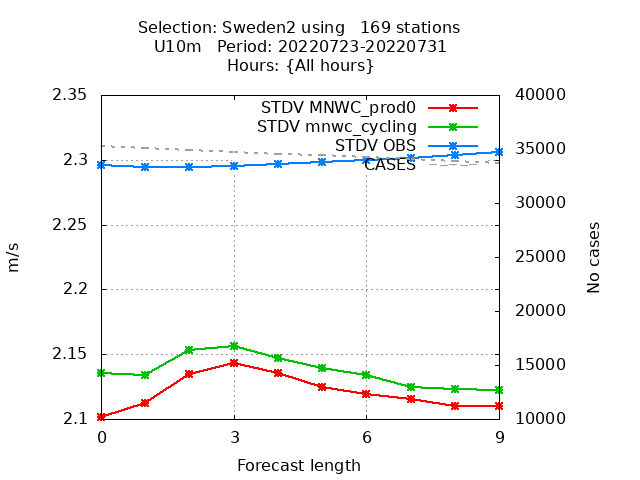 Selection: Sweden2 using   169 stations
U10m   Period: 20220723-20220731
Hours: {All hours}
2.35
2.3
2.25
2.2
2.15
2.1
40000
35000
30000
25000
20000
15000
10000
STDV MNWC_prod0
STDV mnwc_cycling
STDV OBS
CASES
m/s
No cases
0 3 6 9
Forecast length